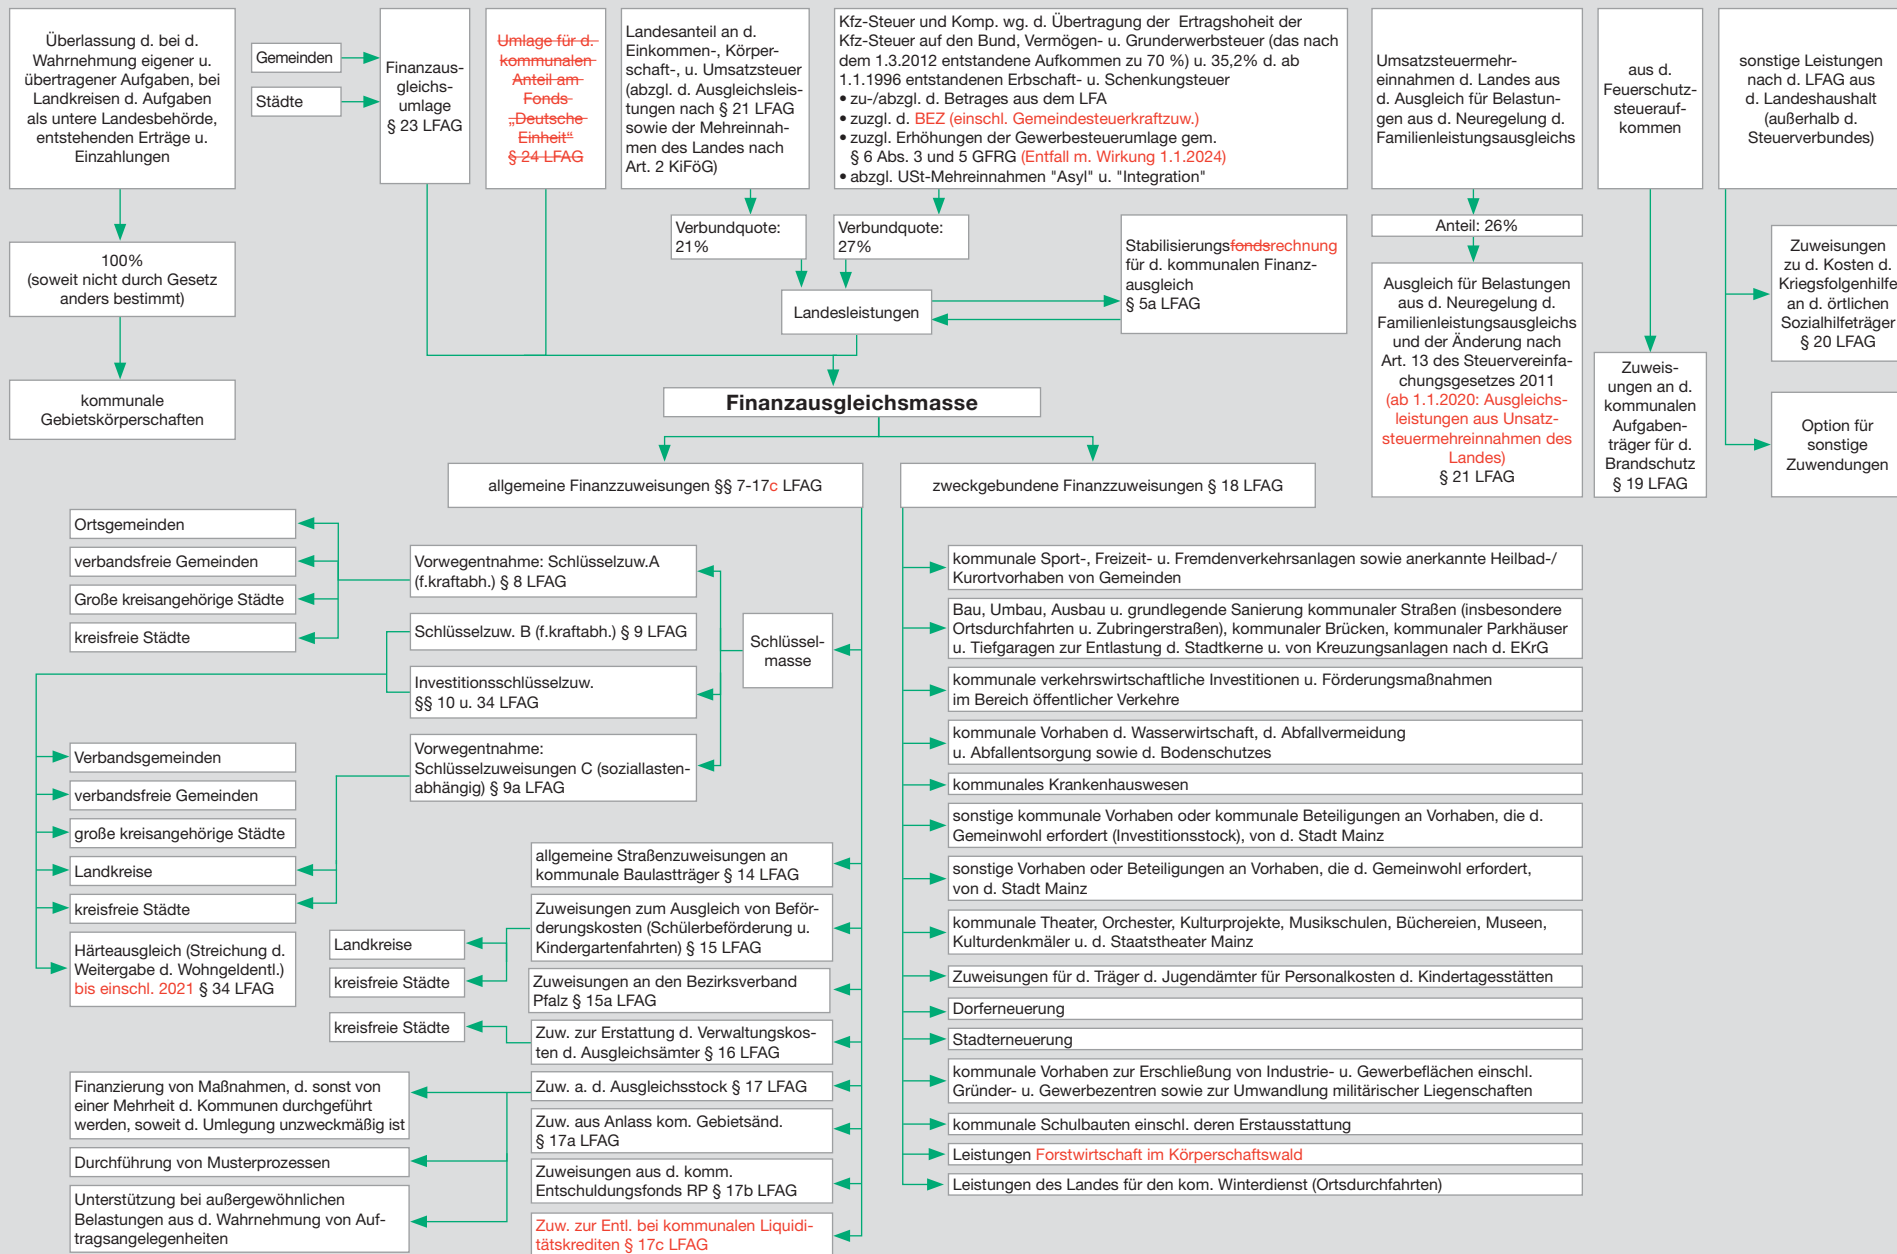 Überlassung d. bei d.
Wahrnehmung eigener u.
übertragener Aufgaben, bei
Landkreisen d. Aufgaben
als untere Landesbehörde,
entstehenden Erträge u.
Einzahlungen
100%
(soweit nicht durch Gesetz
anders bestimmt)
kommunale
Gebietskörperschaften
Gemeinden
Städte
Finanzaus-
gleichs-
umlage
§ 23 LFAG
Umlage für d.
kommunalen
Anteil am
Fonds
„Deutsche
Einheit“
§ 24 LFAG
Landesanteil an d.
Einkommen-, Körper-
schaft-, u. Umsatzsteuer
(abzgl. d. Ausgleichsleis-
tungen nach § 21 LFAG
sowie der Mehreinnah-
men des Landes nach
Art. 2 KiFöG)
Verbundquote:
21%
Kfz-Steuer und Komp. wg. d. Übertragung der Ertragshoheit der
Kfz-Steuer auf den Bund, Vermögen- u. Grunderwerbsteuer (das nach
dem 1.3.2012 entstandene Aufkommen zu 70 %) u. 35,2% d. ab
1.1.1996 entstandenen Erbschaft- u. Schenkungsteuer
• zu-/abzgl. d. Betrages aus dem LFA
• zuzgl. d. BEZ (einschl. Gemeindesteuerkraftzuw.)
• zuzgl. Erhöhungen der Gewerbesteuerumlage gem.
§ 6 Abs. 3 und 5 GFRG (Entfall m. Wirkung 1.1.2024)
• abzgl. USt-Mehreinnahmen "Asyl" u. "Integration"
Verbundquote:
27%
Landesleistungen
Stabilisierungsfondsrechnung
für d. kommunalen Finanz-
ausgleich
§ 5a LFAG
Umsatzsteuermehr-
einnahmen d. Landes aus
d. Ausgleich für Belastun-
gen aus d. Neuregelung d.
Familienleistungsausgleichs
Anteil: 26%
Ausgleich für Belastungen
aus d. Neuregelung d.
Familienleistungsausgleichs
und der Änderung nach
Art. 13 des Steuervereinfa-
chungsgesetzes 2011
(ab 1.1.2020: Ausgleichs-
leistungen aus Unsatz-
steuermehreinnahmen des
Landes)
§ 21 LFAG
aus d.
Feuerschutz-
steuerauf-
kommen
Zuweis-
ungen an d.
kommunalen
Aufgaben-
träger für d.
Brandschutz
§ 19 LFAG
sonstige Leistungen
nach d. LFAG aus
d. Landeshaushalt
(außerhalb d.
Steuerverbundes)
Zuweisungen
zu d. Kosten d.
Kriegsfolgenhilfe
an d. örtlichen
Sozialhilfeträger
§ 20 LFAG
Option für
sonstige
Zuwendungen
Finanzausgleichsmasse
allgemeine Finanzzuweisungen §§ 7-17c LFAG
zweckgebundene Finanzzuweisungen § 18 LFAG
Ortsgemeinden
verbandsfreie Gemeinden
Große kreisangehörige Städte
kreisfreie Städte
Vorwegentnahme: Schlüsselzuw.A
(f.kraftabh.) § 8 LFAG
Schlüsselzuw. B (f.kraftabh.) § 9 LFAG
Investitionsschlüsselzuw.
§§ 10 u. 34 LFAG
Vorwegentnahme:
Schlüsselzuweisungen C (soziallasten-
abhängig) § 9a LFAG
Schlüssel-
masse
Verbandsgemeinden
verbandsfreie Gemeinden
große kreisangehörige Städte
Landkreise
kreisfreie Städte
Härteausgleich (Streichung d.
Weitergabe d. Wohngeldentl.)
bis einschl. 2021 § 34 LFAG
allgemeine Straßenzuweisungen an
kommunale Baulastträger § 14 LFAG
Zuweisungen zum Ausgleich von Beför-
derungskosten (Schülerbeförderung u.
Kindergartenfahrten) § 15 LFAG
Landkreise
kreisfreie Städte
Zuweisungen an den Bezirksverband
Pfalz § 15a LFAG
kreisfreie Städte
Zuw. zur Erstattung d. Verwaltungskos-
ten d. Ausgleichsämter § 16 LFAG
Zuw. a. d. Ausgleichsstock § 17 LFAG
Finanzierung von Maßnahmen, d. sonst von
einer Mehrheit d. Kommunen durchgeführt
werden, soweit d. Umlegung unzweckmäßig ist
Durchführung von Musterprozessen
Unterstützung bei außergewöhnlichen
Belastungen aus d. Wahrnehmung von Auf-
tragsangelegenheiten
Zuw. aus Anlass kom. Gebietsänd.
§ 17a LFAG
Zuweisungen aus d. komm.
Entschuldungsfonds RP § 17b LFAG
Zuw. zur Entl. bei kommunalen Liquidi-
tätskrediten § 17c LFAG
kommunale Sport-, Freizeit- u. Fremdenverkehrsanlagen sowie anerkannte Heilbad-/
Kurortvorhaben von Gemeinden
Bau, Umbau, Ausbau u. grundlegende Sanierung kommunaler Straßen (insbesondere
Ortsdurchfahrten u. Zubringerstraßen), kommunaler Brücken, kommunaler Parkhäuser
u. Tiefgaragen zur Entlastung d. Stadtkerne u. von Kreuzungsanlagen nach d. EKrG
kommunale verkehrswirtschaftliche Investitionen u. Förderungsmaßnahmen
im Bereich öffentlicher Verkehre
kommunale Vorhaben d. Wasserwirtschaft, d. Abfallvermeidung
u. Abfallentsorgung sowie d. Bodenschutzes
kommunales Krankenhauswesen
sonstige kommunale Vorhaben oder kommunale Beteiligungen an Vorhaben, die d.
Gemeinwohl erfordert (Investitionsstock), von d. Stadt Mainz
sonstige Vorhaben oder Beteiligungen an Vorhaben, die d. Gemeinwohl erfordert,
von d. Stadt Mainz
kommunale Theater, Orchester, Kulturprojekte, Musikschulen, Büchereien, Museen,
Kulturdenkmäler u. d. Staatstheater Mainz
Zuweisungen für d. Träger d. Jugendämter für Personalkosten d. Kindertagesstätten
Dorferneuerung
Stadterneuerung
kommunale Vorhaben zur Erschließung von Industrie- u. Gewerbeflächen einschl.
Gründer- u. Gewerbezentren sowie zur Umwandlung militärischer Liegenschaften
kommunale Schulbauten einschl. deren Erstausstattung
Leistungen Forstwirtschaft im Körperschaftswald
Leistungen des Landes für den kom. Winterdienst (Ortsdurchfahrten)